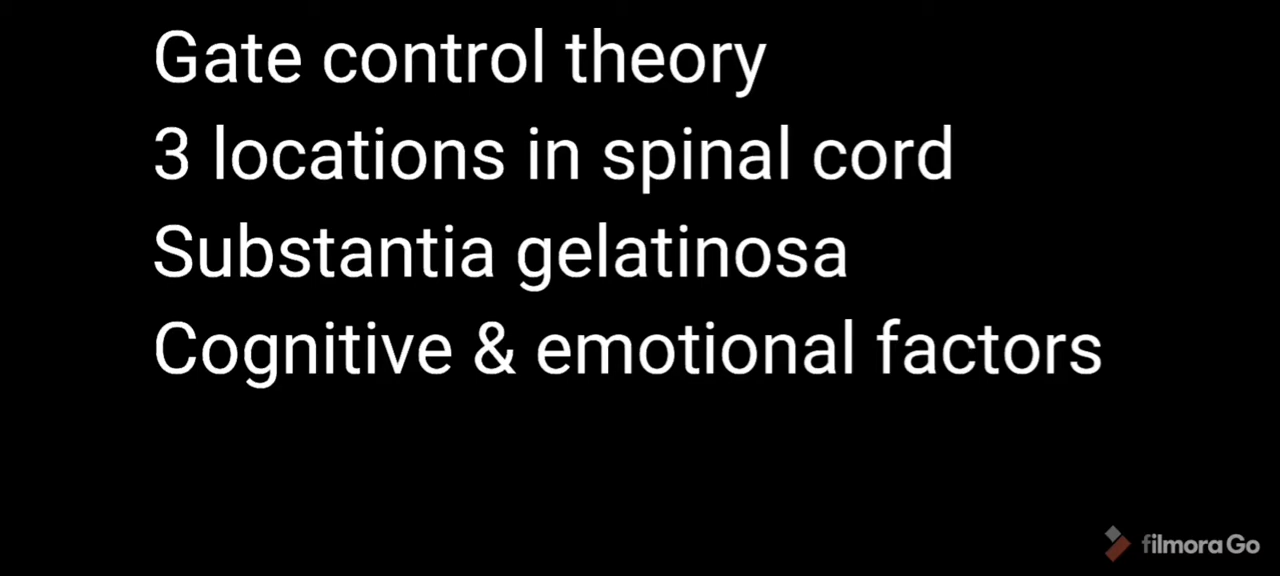 Gate control theory
3 locations in spinal cord
Substantia gelatinosa
Cognitive & emotional factors
filmoraGo